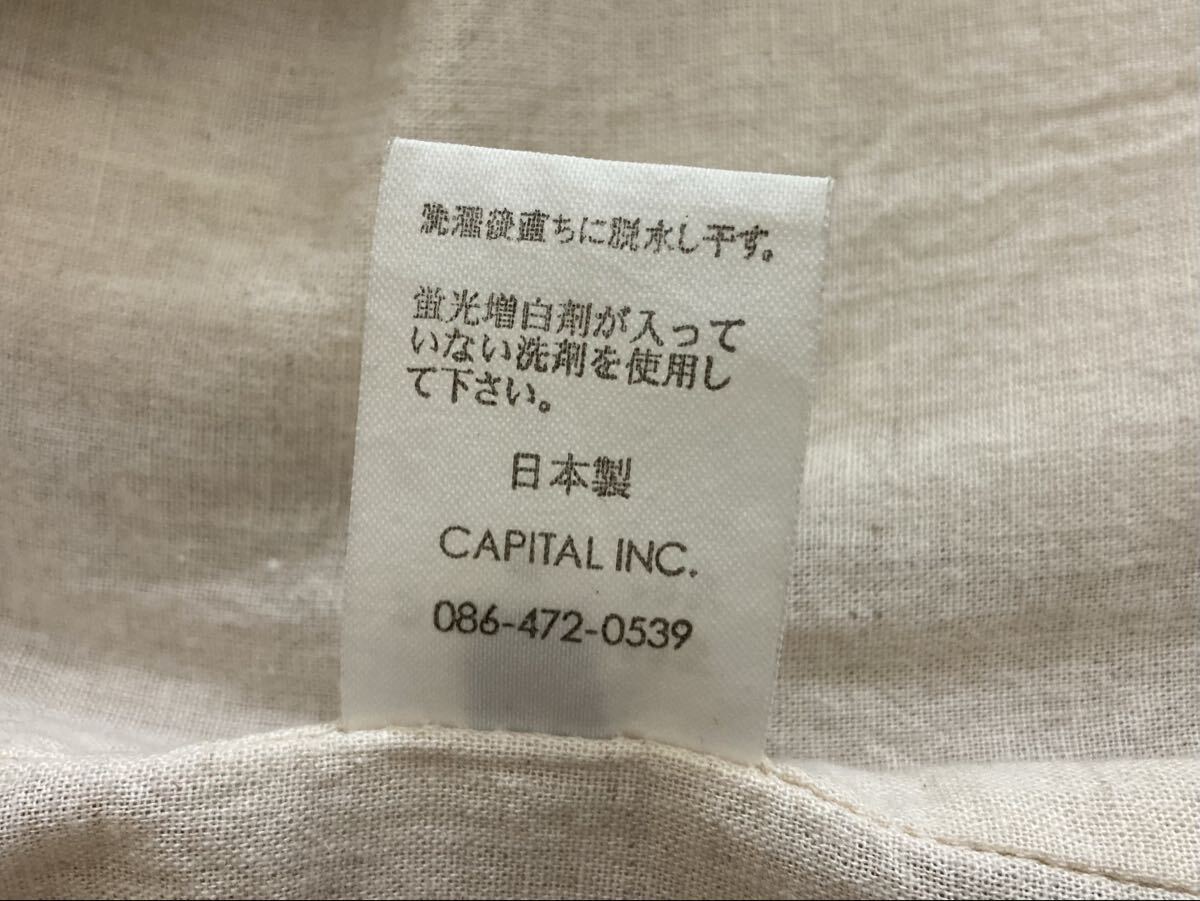 洗濯後直ちに脱水し干す。
蛍光増白剤が入って
いない洗剤を使用し
て下さい。
日本製
CAPITAL INC.
086-472-0539